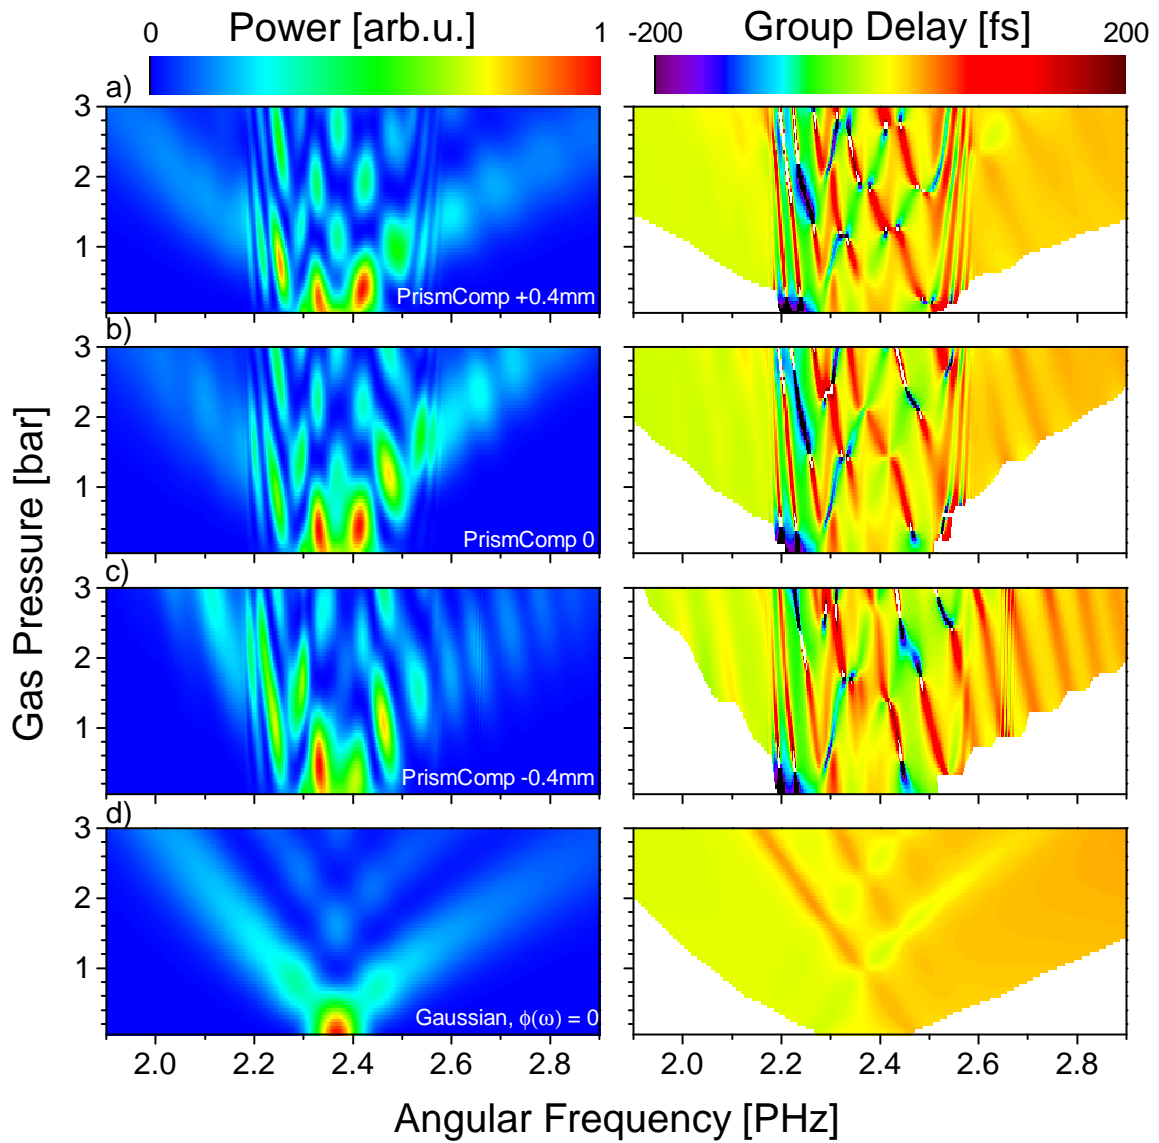 Power [arb.u.]
0 1
Group Delay [fs]
-200 200
a)
3
2
1
PrismComp +0.4mm
b)
3
2
1
PrismComp 0
c)
3
2
1
PrismComp -0.4mm
d)
3
2
1
Gaussian, ϕ(ω) = 0
2.0 2.2 2.4 2.6 2.8
2.0 2.2 2.4 2.6 2.8
Gas Pressure [bar]
Angular Frequency [PHz]